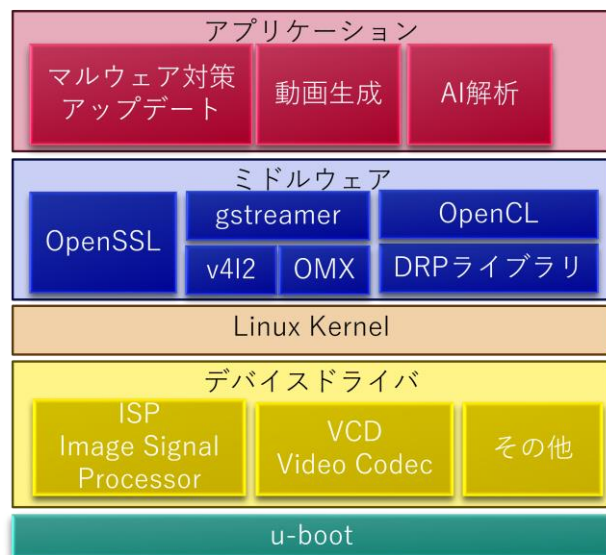 アプリケーション
マルウェア対策
アップデート
動画生成
AI解析
ミドルウェア
OpenSSL
gstreamer
OpenCL
v4l2
OMX
DRPライブラリ
Linux Kernel
デバイスドライバ
ISP
Image Signal
Processor
VCD
Video Codec
その他
u-boot